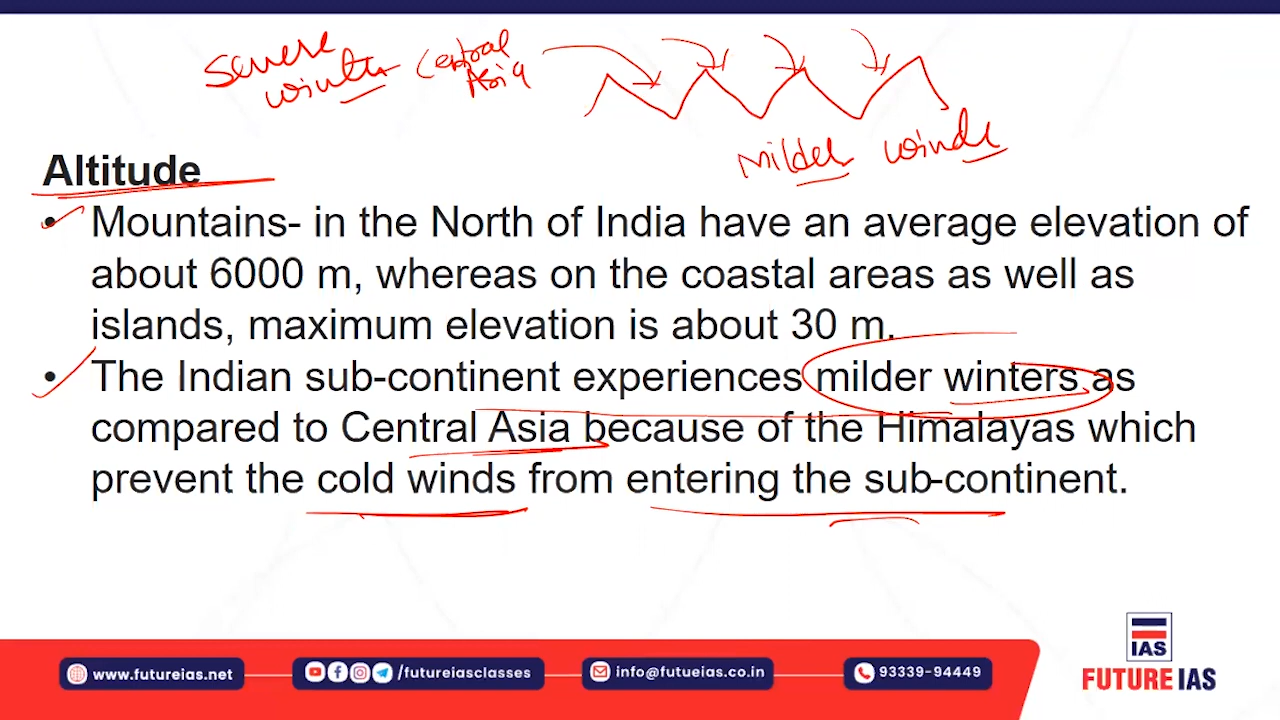 severe
winter
Central
Asia
milder winds
Altitude
• Mountains- in the North of India have an average elevation of
about 6000 m, whereas on the coastal areas as well as
islands, maximum elevation is about 30 m.
• The Indian sub-continent experiences milder winters as
compared to Central Asia because of the Himalayas which
prevent the cold winds from entering the sub-continent.
IAS
www.futureias.net
/futureiasclasses
info@futueias.co.in
93339-94449
FUTURE IAS